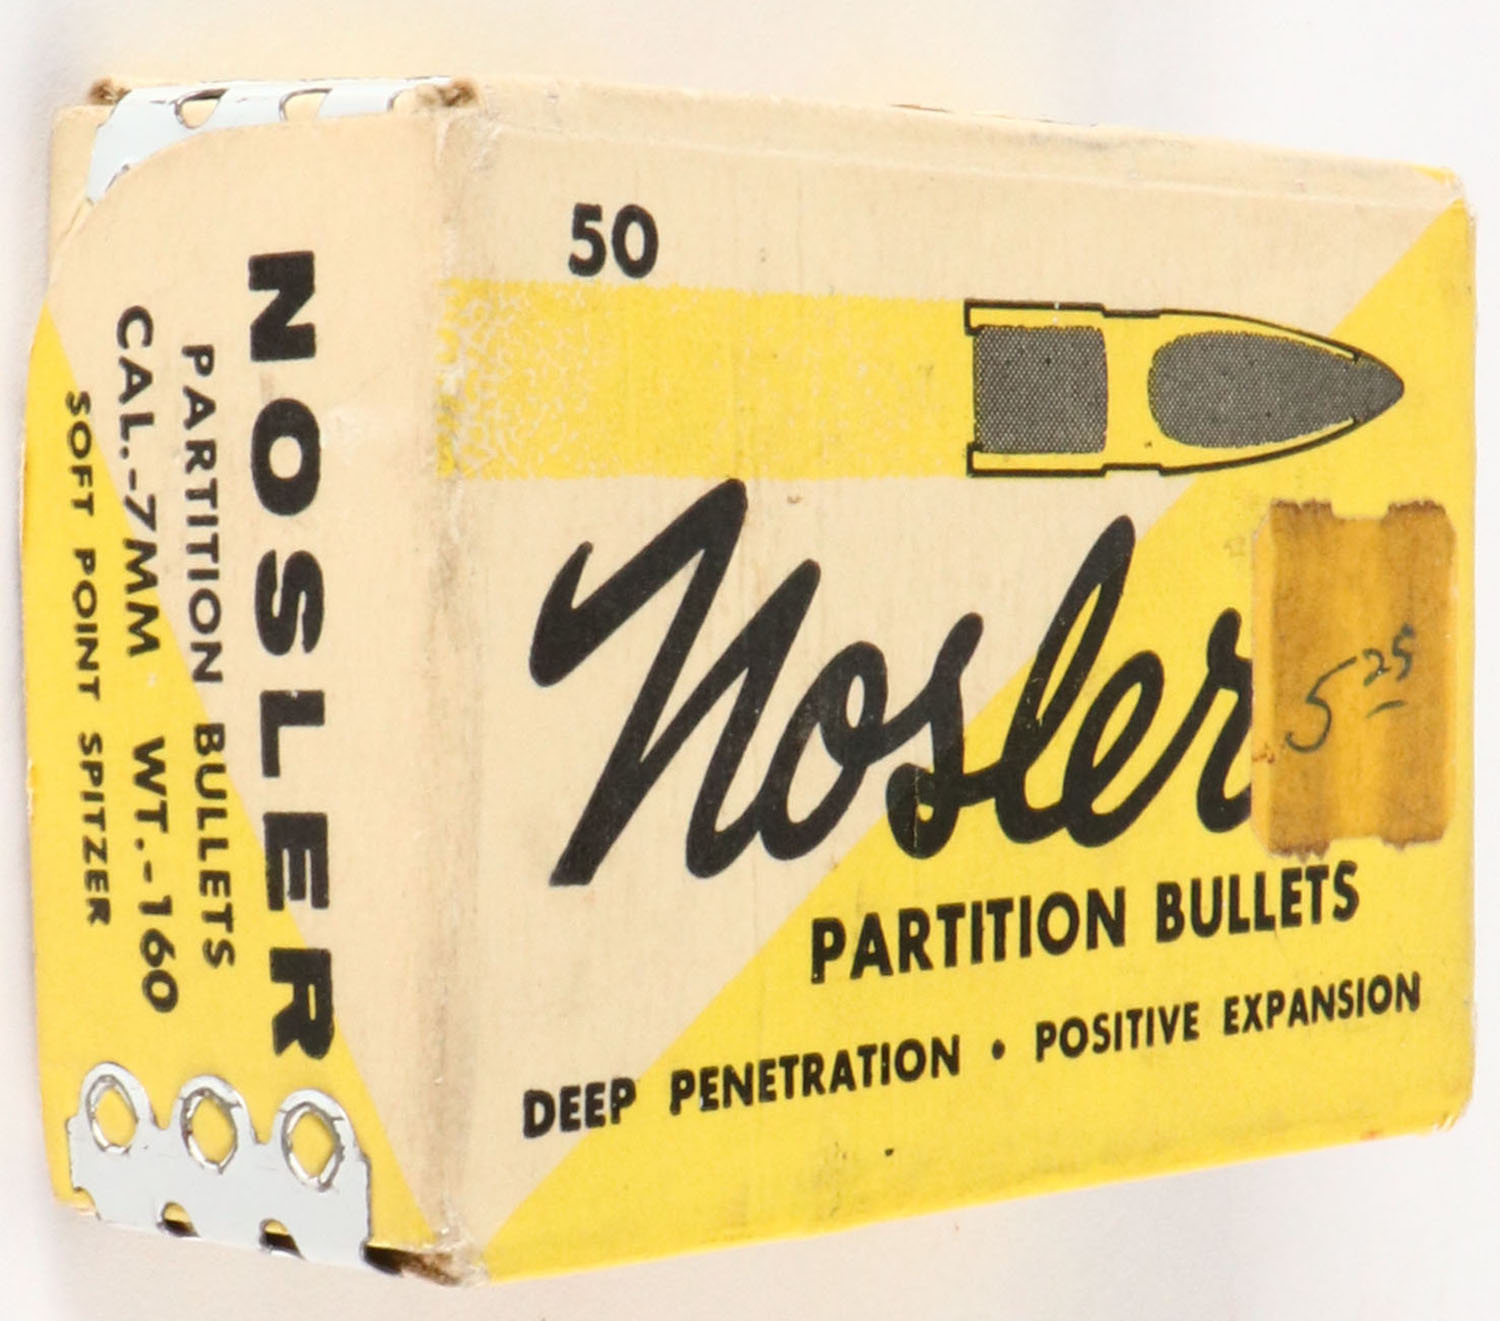 50
Nosler
5 25
PARTITION BULLETS
DEEP PENETRATION • POSITIVE EXPANSION
NOSLER
PARTITION BULLETS
CAL.-7MM WT.-160
SOFT POINT SPITZER